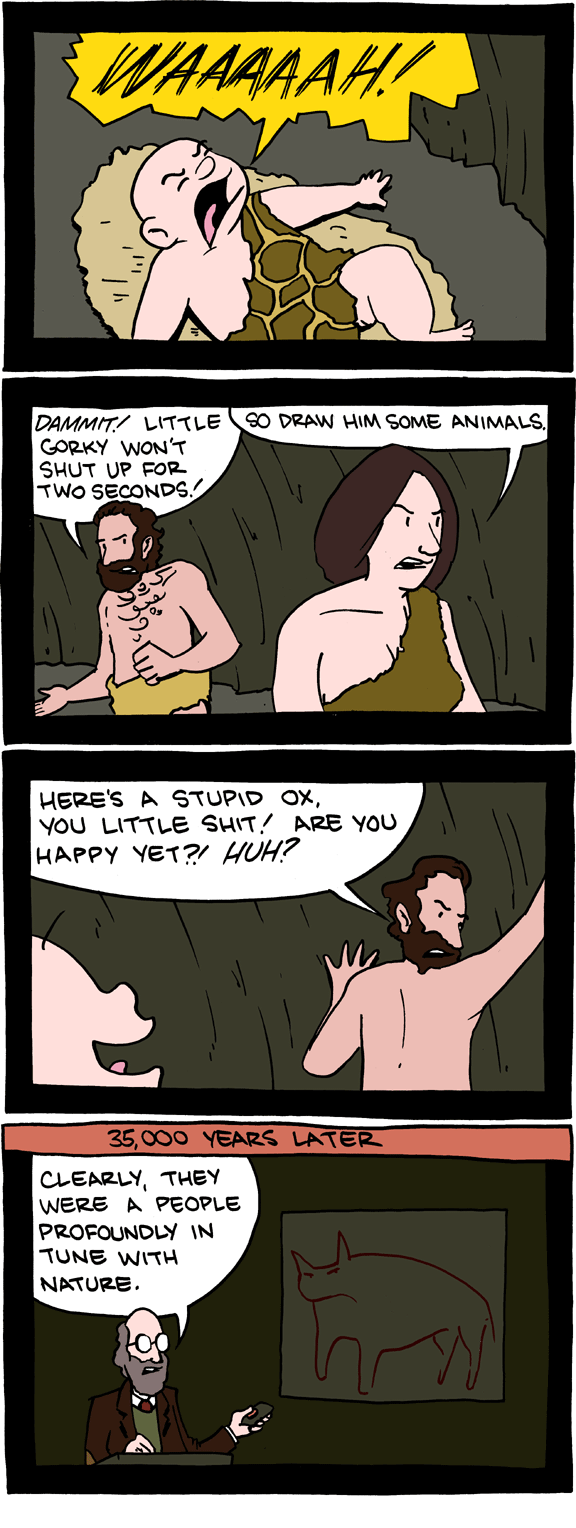 WAAAAAH!
DAMMIT! LITTLE
GORKY WON'T
SHUT UP FOR
TWO SECONDS!
SO DRAW HIM SOME ANIMALS.
HERE'S A STUPID OX,
YOU LITTLE SHIT! ARE YOU
HAPPY YET?! HUH?
35,000 YEARS LATER
CLEARLY, THEY
WERE A PEOPLE
PROFOUNDLY IN
TUNE WITH
NATURE.